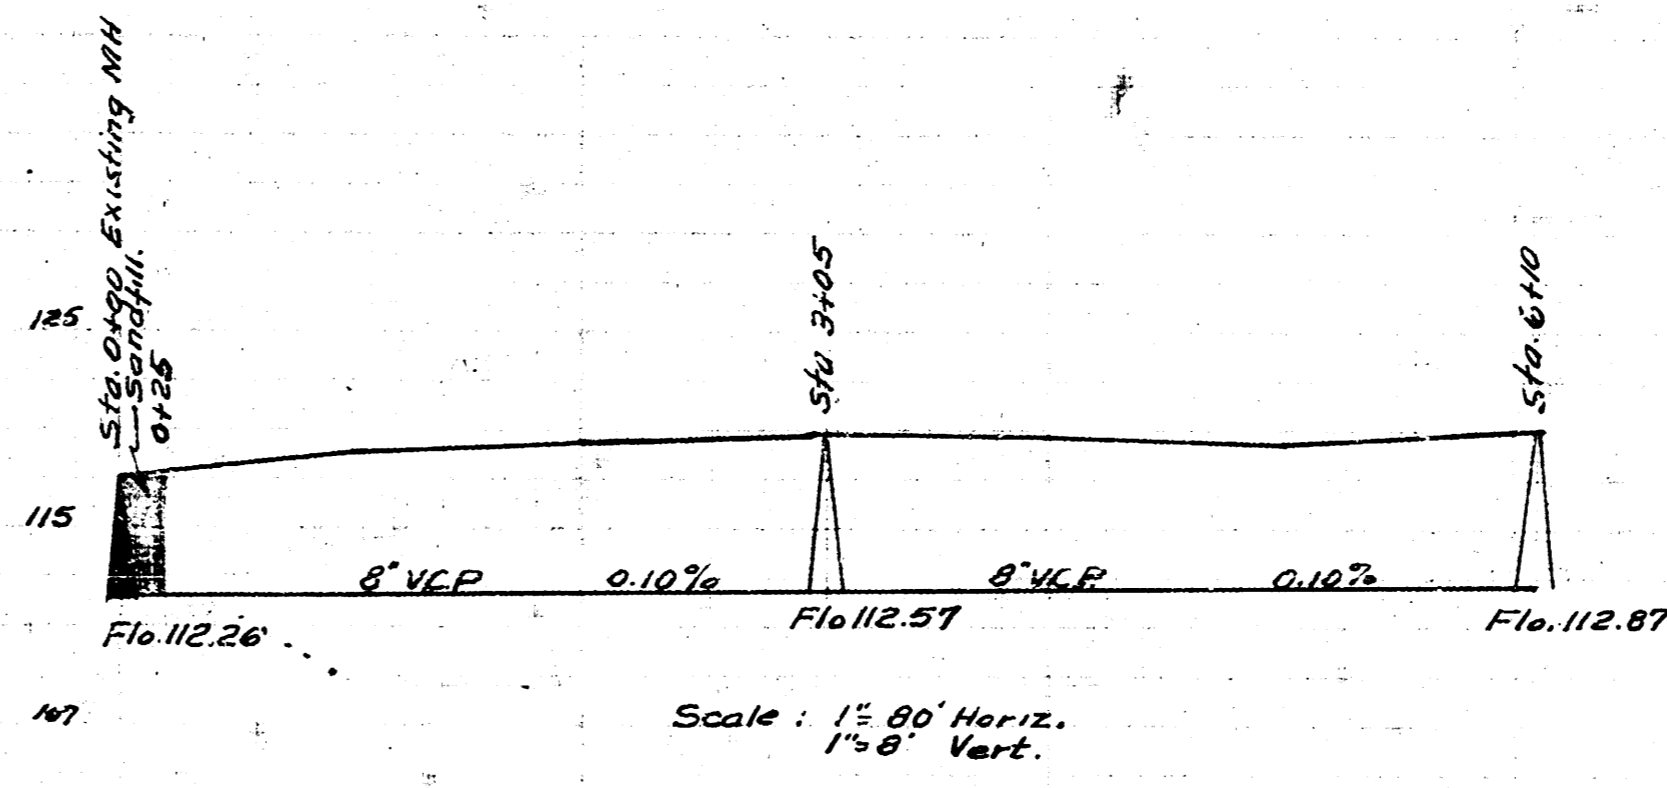 Sta. 0+00 Existing MH
Sandfill.
0+25
Sta 3+05
Sta. 6+10
125
115
8" VCP 0.10% 8" VCP 0.10%
Flo. 112.26
Flo 112.57
Flo. 112.87
107
Scale : 1" = 80' Horiz.
1" = 8' Vert.